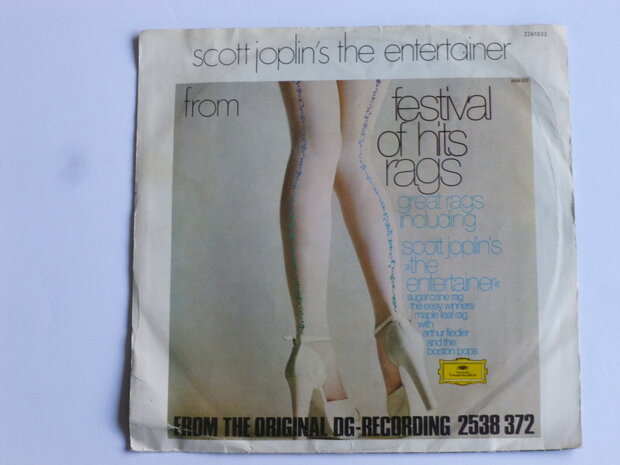 2261033
scott joplin's the entertainer
from
festival
of hits
rags
great rags
including
scott joplin's
»the
entertainer«
sugar cane rag
the easy winners
maple leaf rag
with
arthur fiedler
and the
boston pops
FROM THE ORIGINAL DG-RECORDING 2538 372